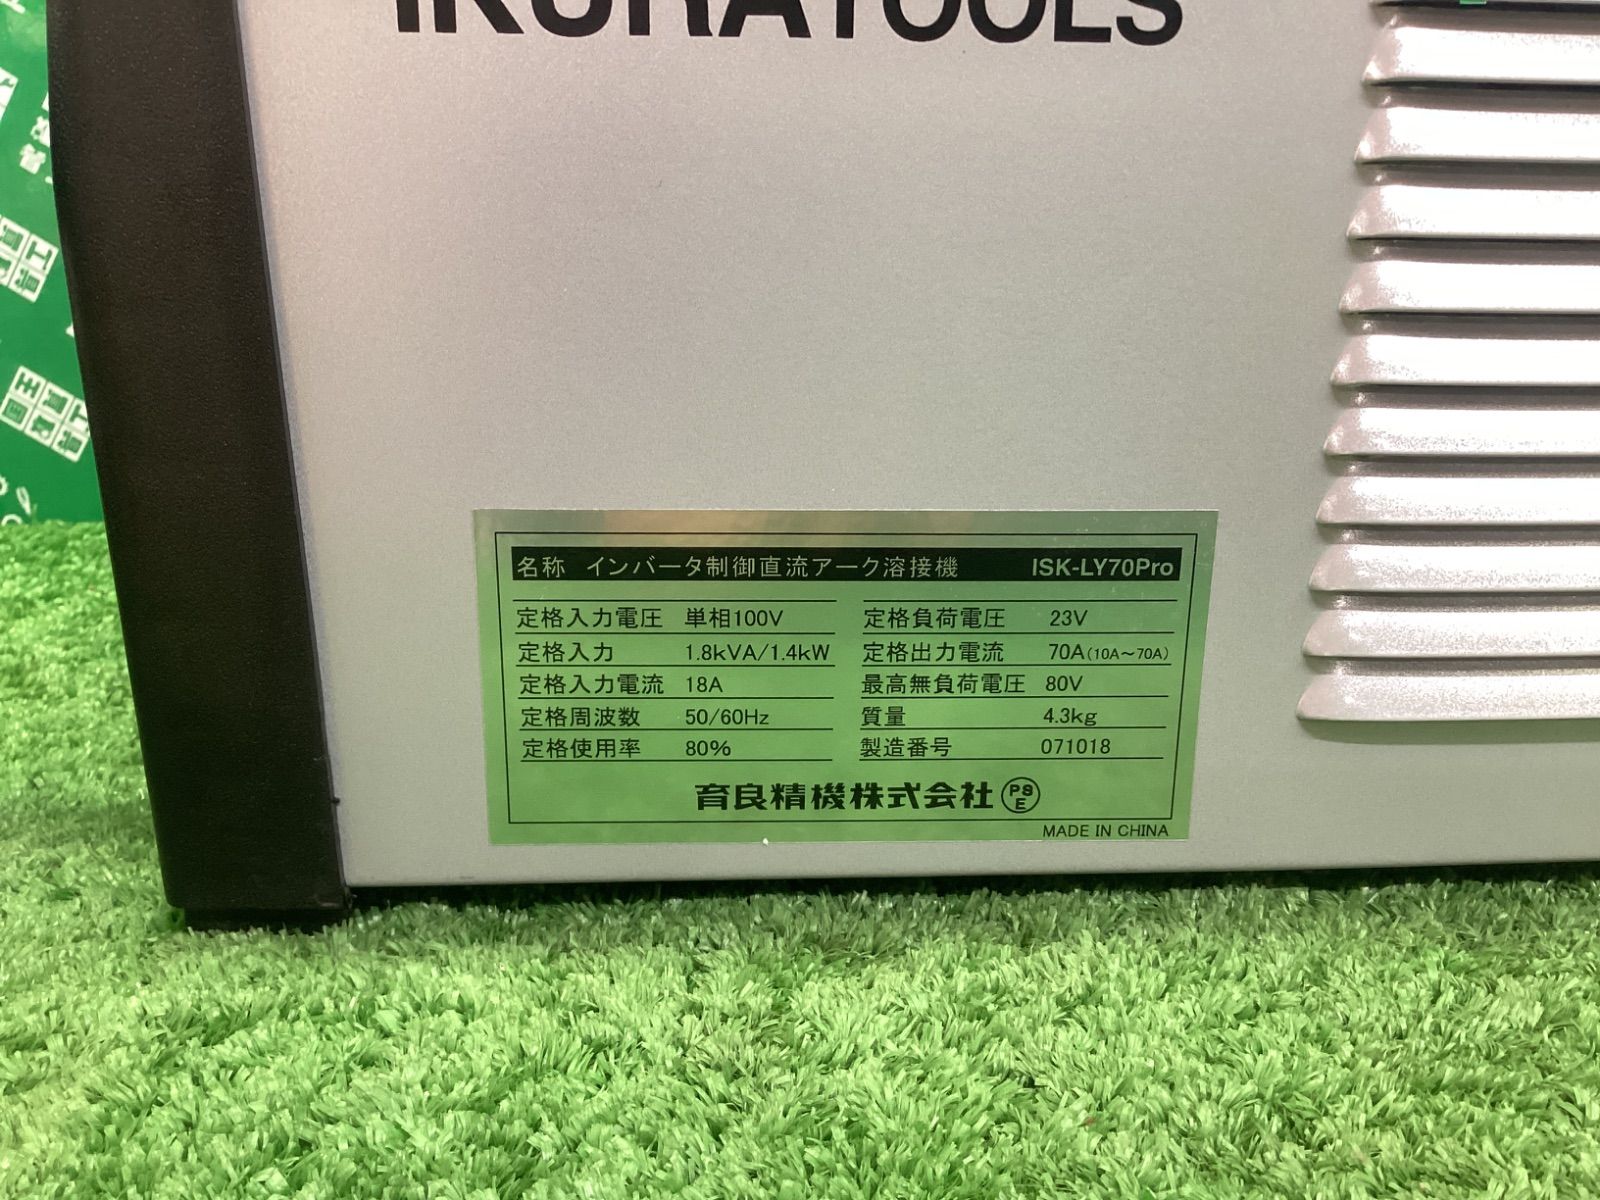 IKURATOOLS
名称 インバータ制御直流アーク溶接機 ISK-LY70Pro
定格入力電圧 単相100V 定格負荷電圧 23V
定格入力 1.8kVA/1.4kW 定格出力電流 70A(10A～70A)
定格入力電流 18A 最高無負荷電圧 80V
定格周波数 50/60Hz 質量 4.3kg
定格使用率 80% 製造番号 071018
育良精機株式会社 PSE
MADE IN CHINA